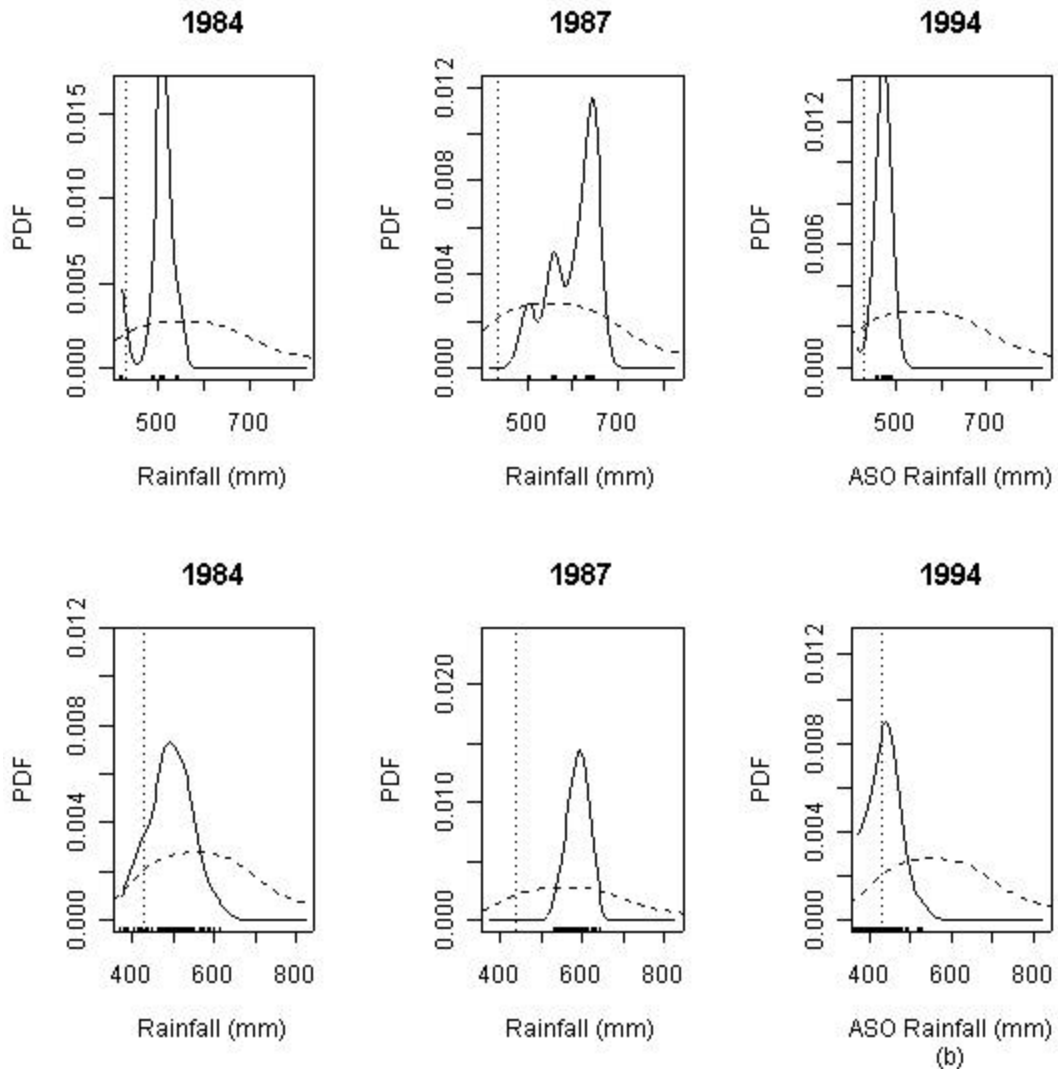 1984
1987
1994
PDF
0.000 0.005 0.010 0.015
500 700
Rainfall (mm)
PDF
0.000 0.004 0.008 0.012
500 700
Rainfall (mm)
PDF
0.000 0.006 0.012
500 700
ASO Rainfall (mm)
1984
1987
1994
PDF
0.000 0.004 0.008 0.012
400 600 800
Rainfall (mm)
PDF
0.000 0.010 0.020
400 600 800
Rainfall (mm)
PDF
0.000 0.004 0.008 0.012
400 600 800
ASO Rainfall (mm)
(b)